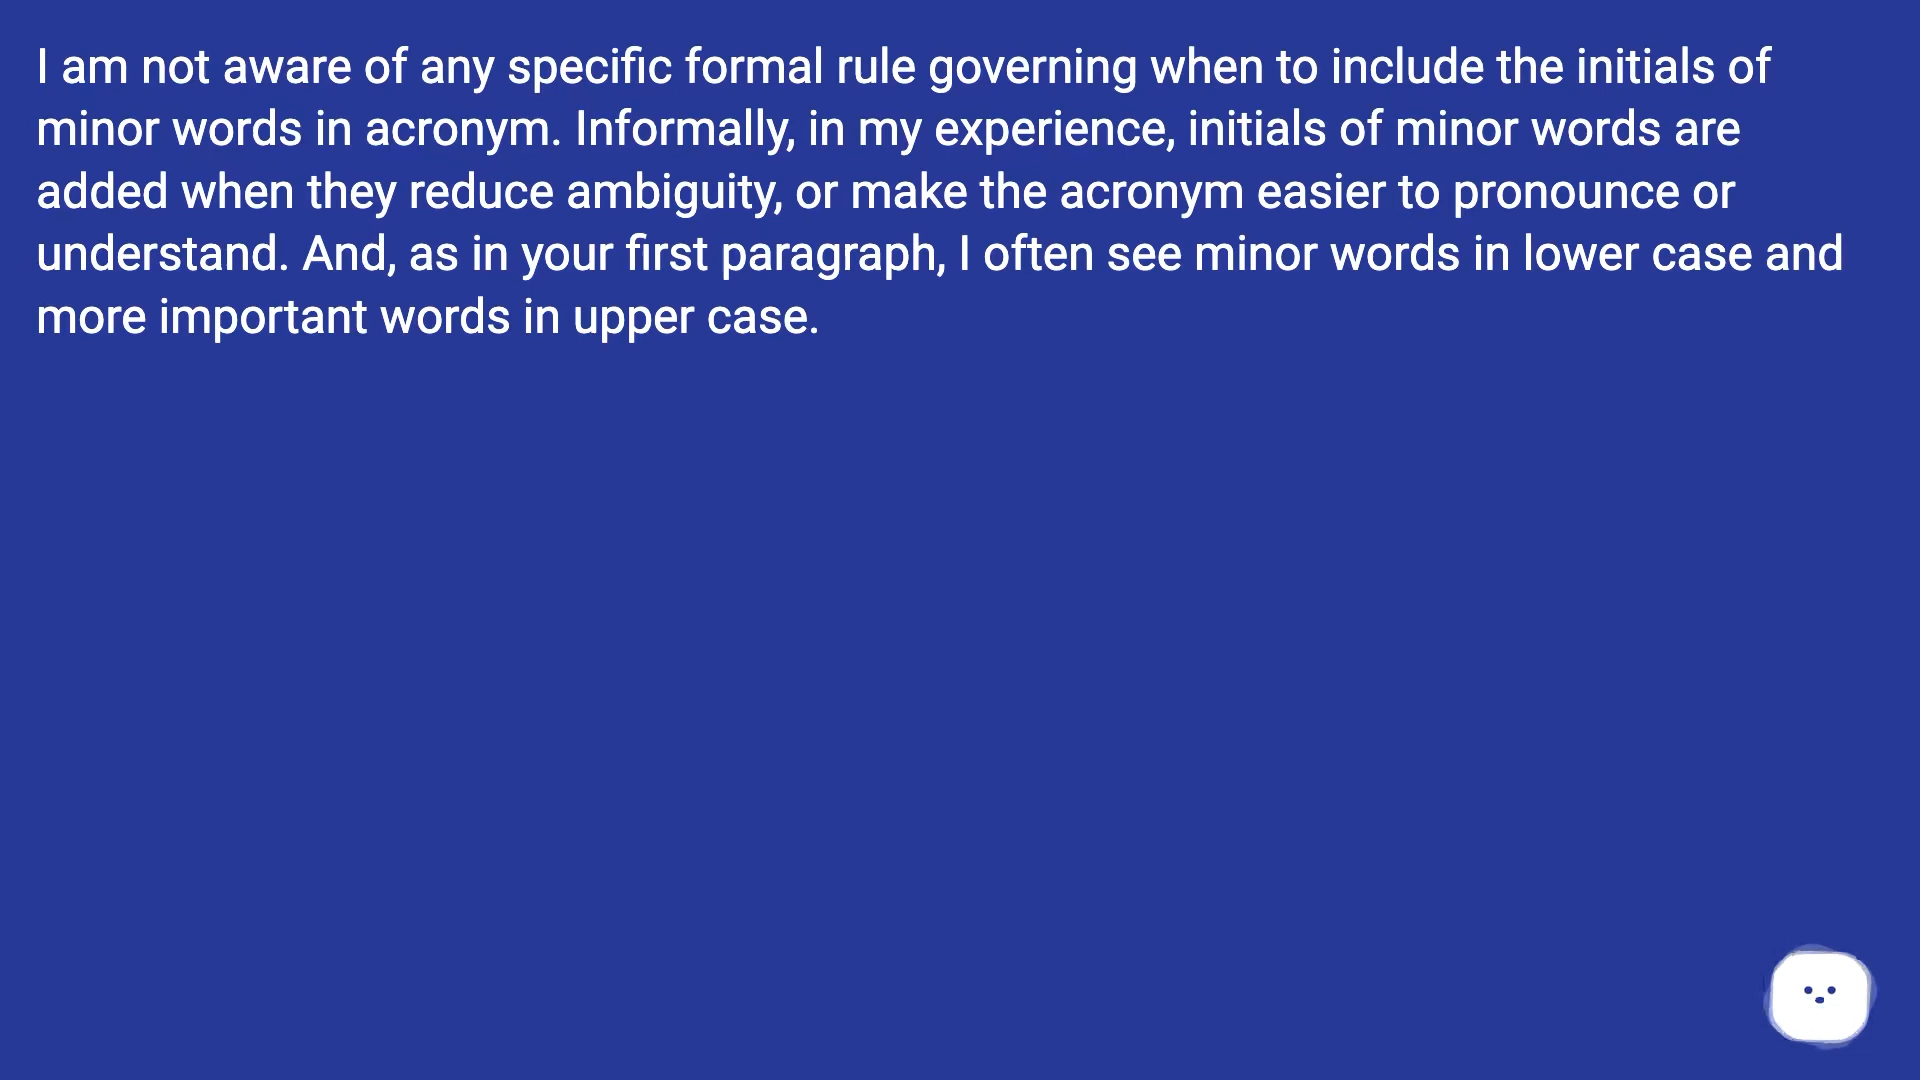 I am not aware of any specific formal rule governing when to include the initials of
minor words in acronym. Informally, in my experience, initials of minor words are
added when they reduce ambiguity, or make the acronym easier to pronounce or
understand. And, as in your first paragraph, I often see minor words in lower case and
more important words in upper case.